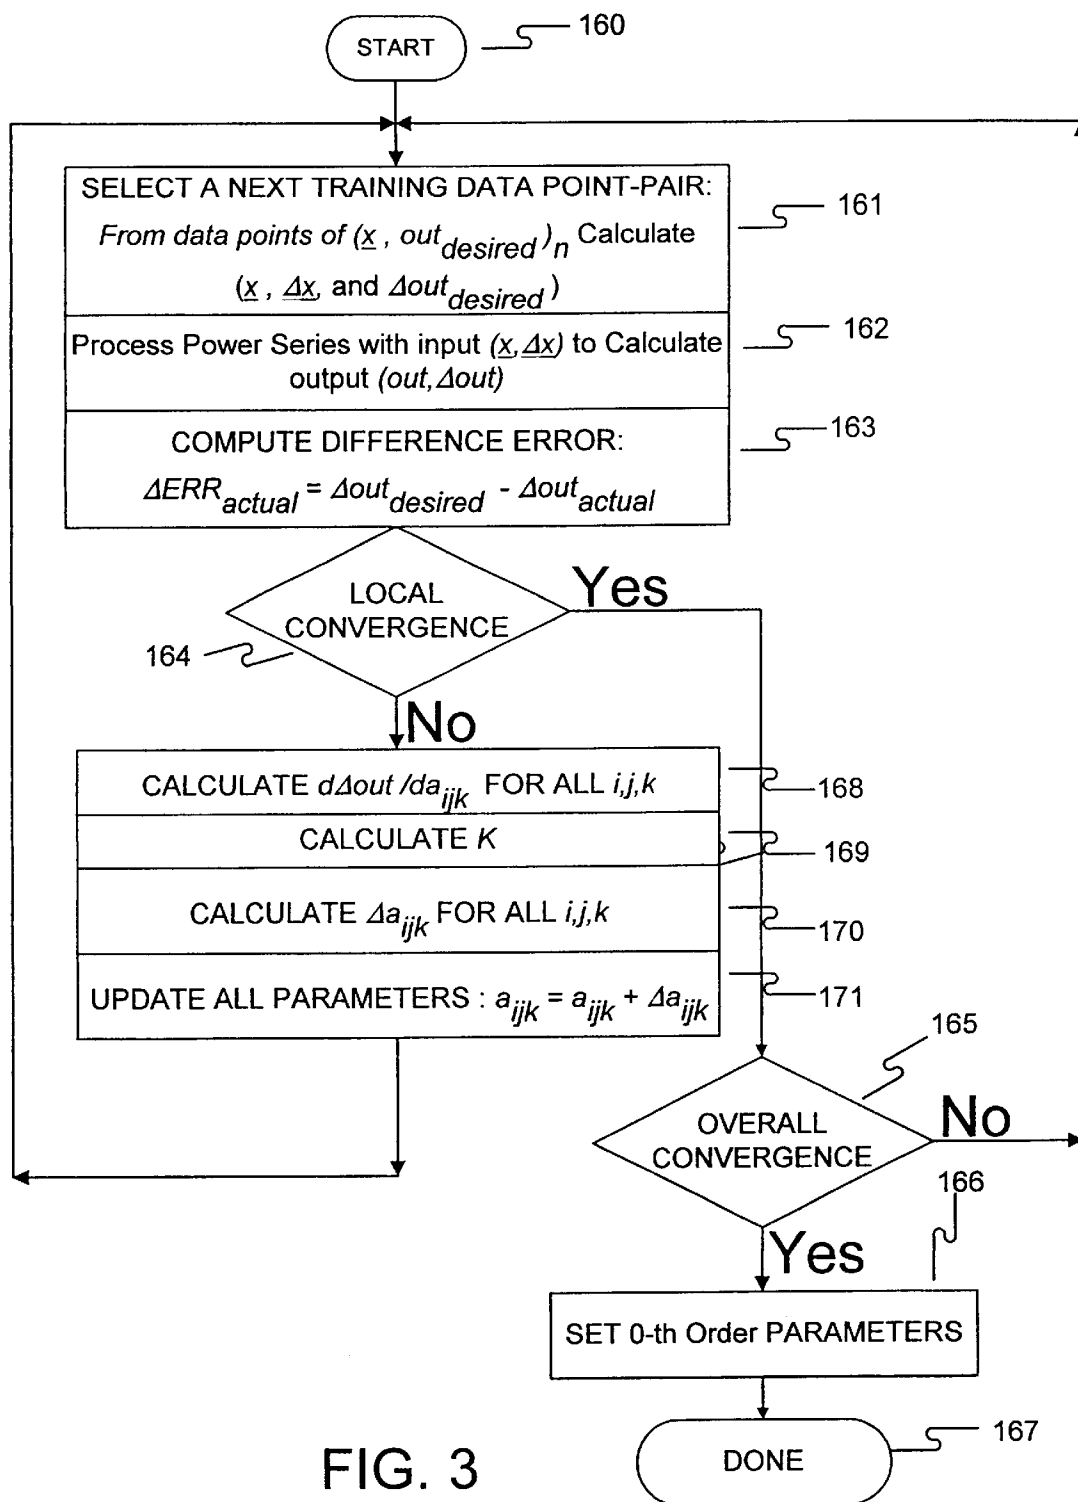 START
160
SELECT A NEXT TRAINING DATA POINT-PAIR:
From data points of (x , out_desired )_n Calculate
(x , Δx, and Δout_desired )
161
Process Power Series with input (x,Δx) to Calculate
output (out,Δout)
162
COMPUTE DIFFERENCE ERROR:
ΔERR_actual = Δout_desired - Δout_actual
163
LOCAL
CONVERGENCE
Yes
164
No
CALCULATE dΔout /da_ijk FOR ALL i,j,k
168
CALCULATE K
169
CALCULATE Δa_ijk FOR ALL i,j,k
170
UPDATE ALL PARAMETERS : a_ijk = a_ijk + Δa_ijk
171
165
OVERALL
CONVERGENCE
No
166
Yes
SET 0-th Order PARAMETERS
DONE
167
FIG. 3